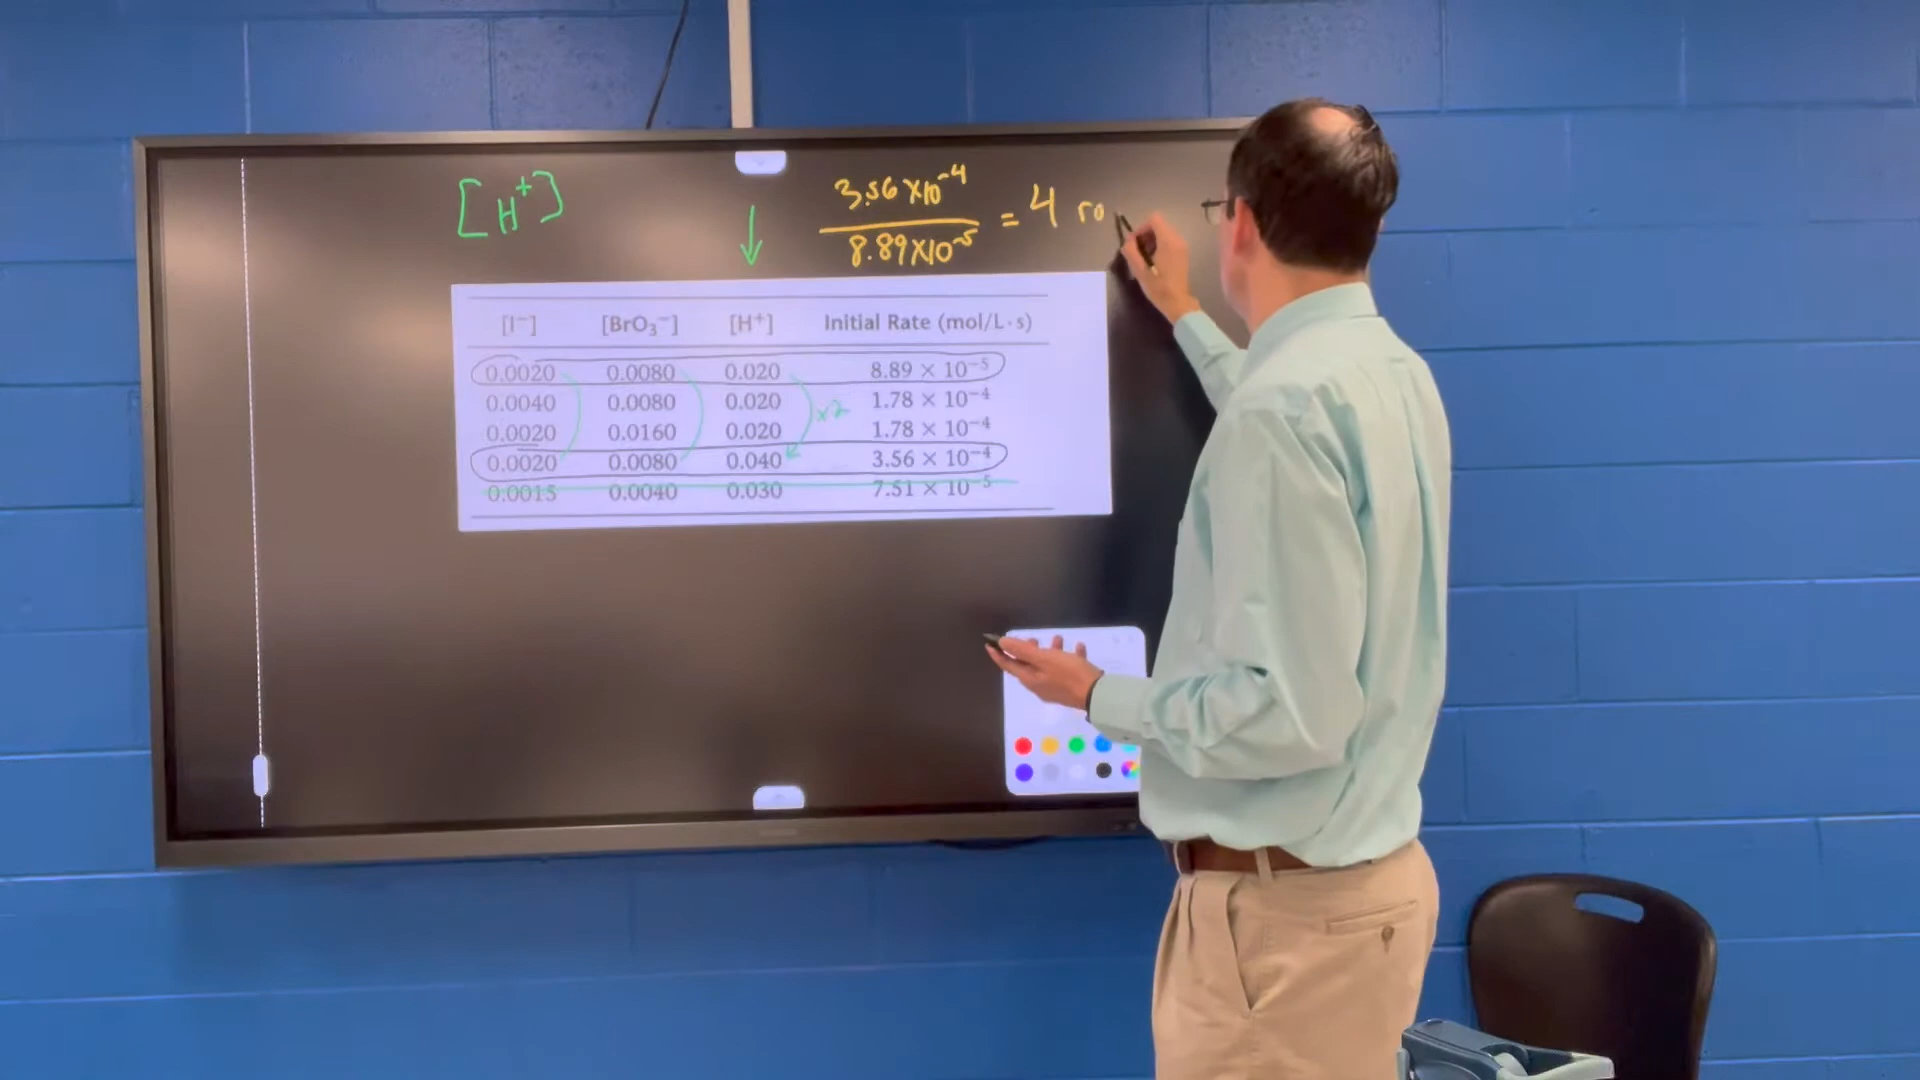 [H⁺]
3.56 ×10⁻⁴
8.89×10⁻⁵
= 4 ro
[I⁻] [BrO₃⁻] [H⁺] Initial Rate (mol/L·s)
0.0020 0.0080 0.020 8.89 × 10⁻⁵
0.0040 0.0080 0.020 1.78 × 10⁻⁴
×2
0.0020 0.0160 0.020 1.78 × 10⁻⁴
0.0020 0.0080 0.040 3.56 × 10⁻⁴
0.0015 0.0040 0.030 7.51 × 10⁻⁵